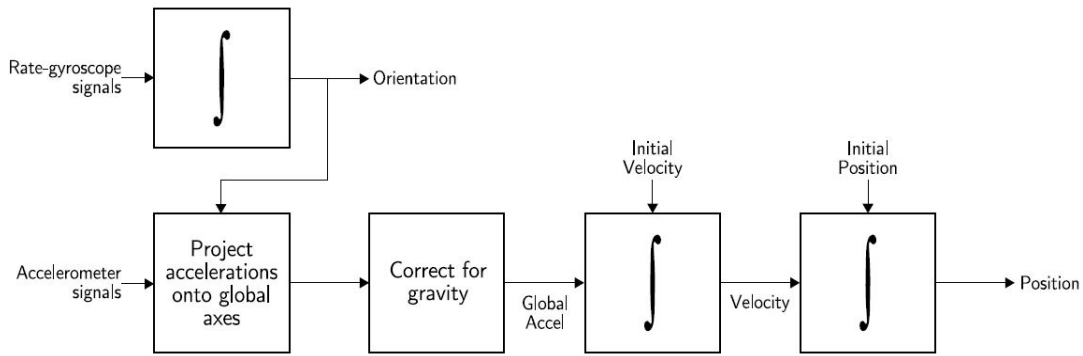 Rate-gyroscope
signals
Orientation
Initial
Velocity
Initial
Position
Accelerometer
signals
Project
accelerations
onto global
axes
Correct for
gravity
Global
Accel
Velocity
Position